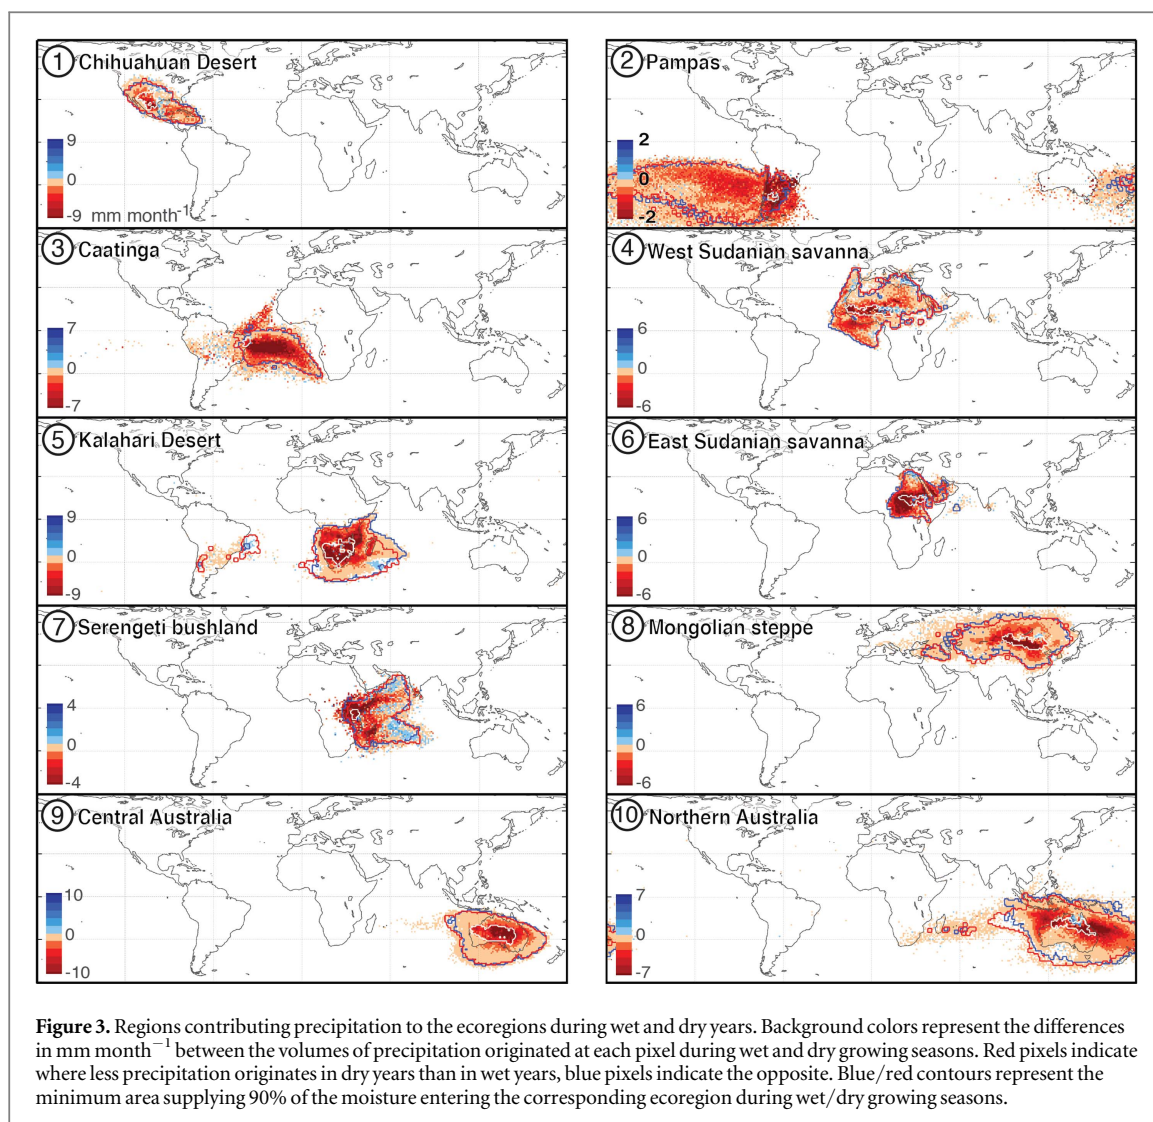 ① Chihuahuan Desert
9
0
-9 mm month⁻¹
② Pampas
2
0
-2
③ Caatinga
7
0
-7
④ West Sudanian savanna
6
0
-6
⑤ Kalahari Desert
9
0
-9
⑥ East Sudanian savanna
6
0
-6
⑦ Serengeti bushland
4
0
-4
⑧ Mongolian steppe
6
0
-6
⑨ Central Australia
10
0
-10
⑩ Northern Australia
7
0
-7
Figure 3. Regions contributing precipitation to the ecoregions during wet and dry years. Background colors represent the differences
in mm month⁻¹ between the volumes of precipitation originated at each pixel during wet and dry growing seasons. Red pixels indicate
where less precipitation originates in dry years than in wet years, blue pixels indicate the opposite. Blue/red contours represent the
minimum area supplying 90% of the moisture entering the corresponding ecoregion during wet/dry growing seasons.